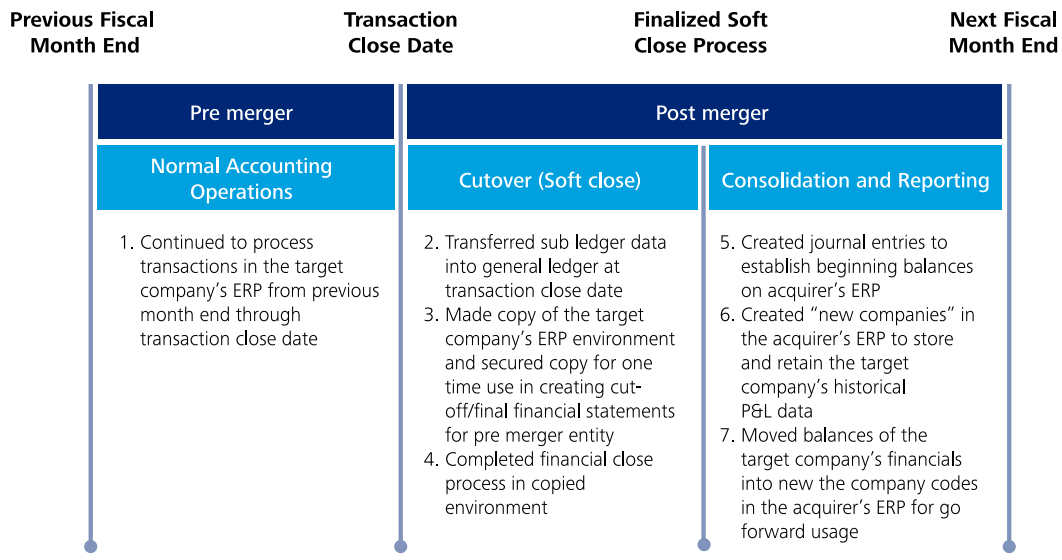 Previous Fiscal
Month End
Transaction
Close Date
Finalized Soft
Close Process
Next Fiscal
Month End
Pre merger
Post merger
Normal Accounting
Operations
Cutover (Soft close)
Consolidation and Reporting
1. Continued to process
transactions in the target
company's ERP from previous
month end through
transaction close date
2. Transferred sub ledger data
into general ledger at
transaction close date
3. Made copy of the target
company's ERP environment
and secured copy for one
time use in creating cut-
off/final financial statements
for pre merger entity
4. Completed financial close
process in copied
environment
5. Created journal entries to
establish beginning balances
on acquirer's ERP
6. Created “new companies” in
the acquirer's ERP to store
and retain the target
company's historical
P&L data
7. Moved balances of the
target company's financials
into new the company codes
in the acquirer's ERP for go
forward usage